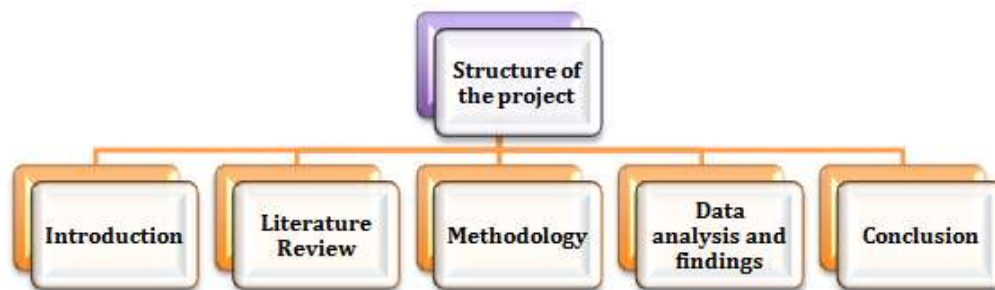 Structure of
the project
Introduction
Literature
Review
Methodology
Data
analysis and
findings
Conclusion